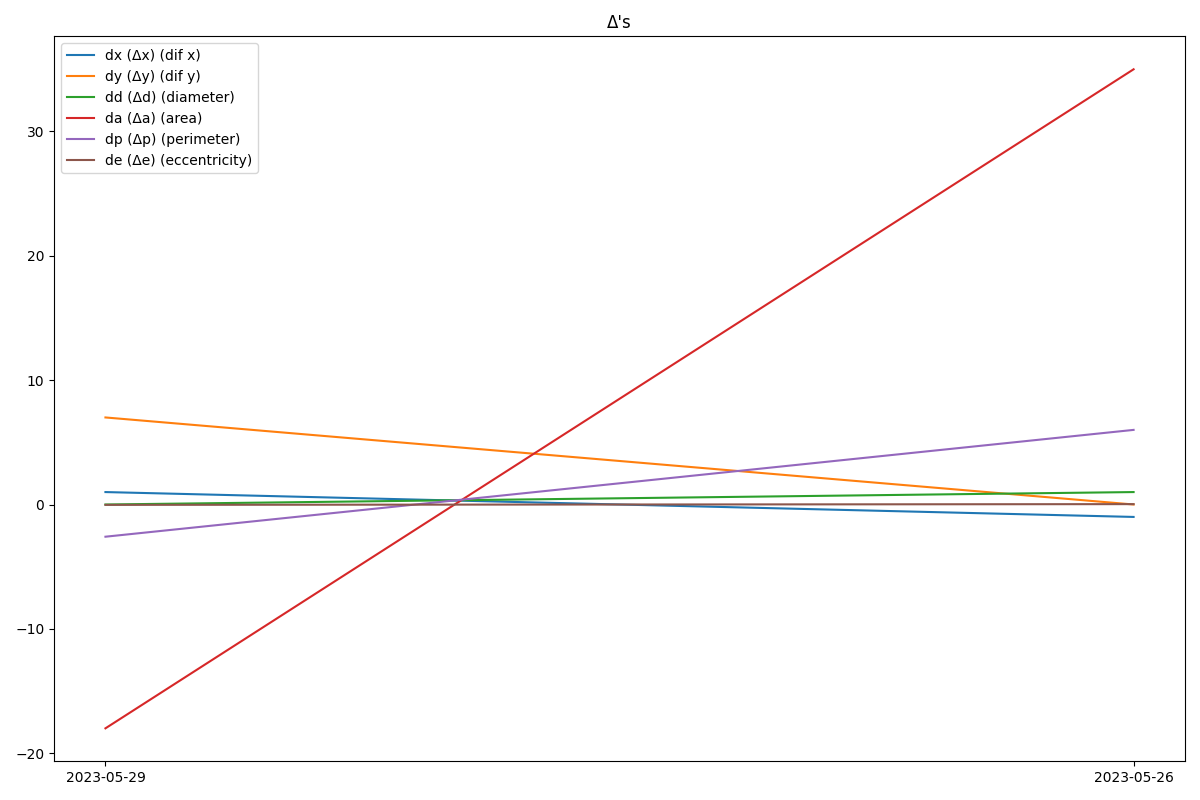 Δ's
dx (Δx) (dif x)
dy (Δy) (dif y)
dd (Δd) (diameter)
da (Δa) (area)
dp (Δp) (perimeter)
de (Δe) (eccentricity)
30
20
10
0
−10
−20
2023-05-29
2023-05-26